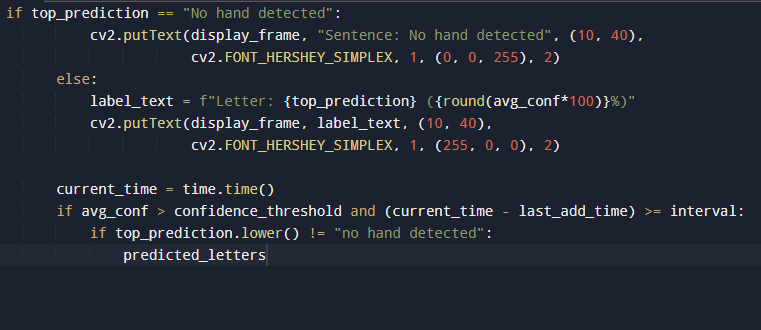 if top_prediction == "No hand detected":
cv2.putText(display_frame, "Sentence: No hand detected", (10, 40),
cv2.FONT_HERSHEY_SIMPLEX, 1, (0, 0, 255), 2)
else:
label_text = f"Letter: {top_prediction} ({round(avg_conf*100)}%)"
cv2.putText(display_frame, label_text, (10, 40),
cv2.FONT_HERSHEY_SIMPLEX, 1, (255, 0, 0), 2)
current_time = time.time()
if avg_conf > confidence_threshold and (current_time - last_add_time) >= interval:
if top_prediction.lower() != "no hand detected":
predicted_letters